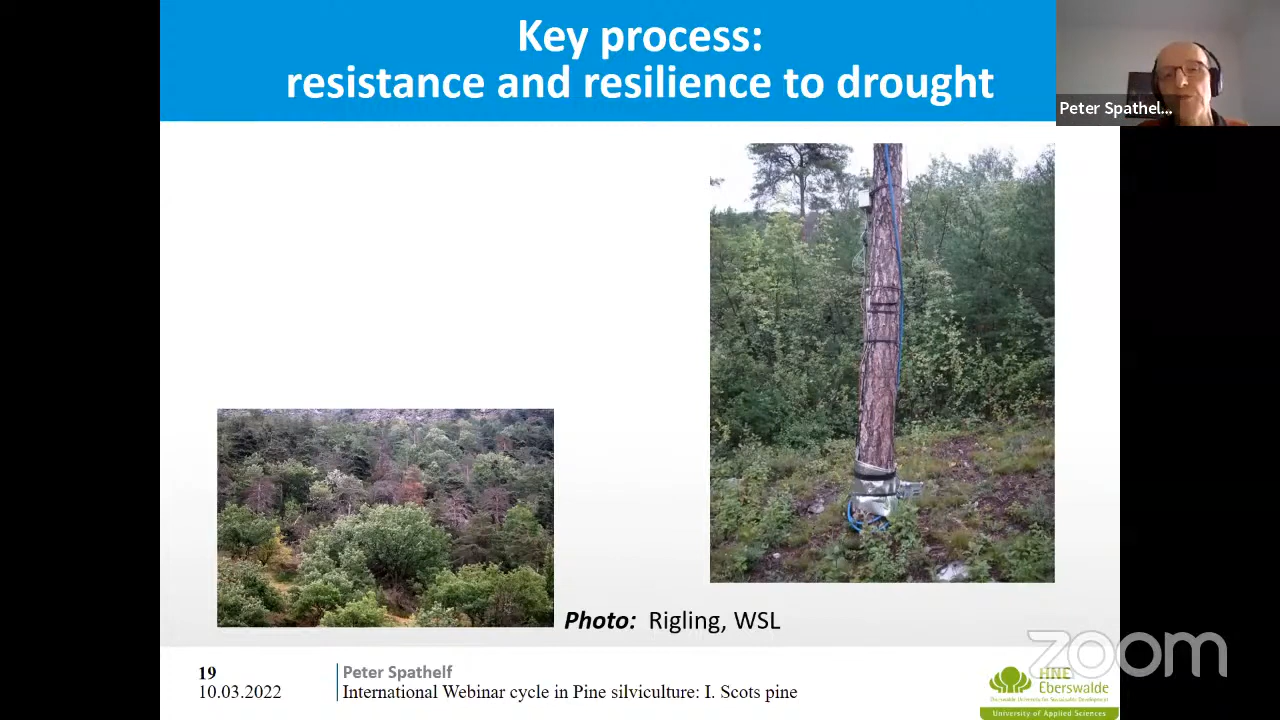 Key process:
resistance and resilience to drought
Peter Spathel...
Photo: Rigling, WSL
19
10.03.2022
Peter Spathelf
International Webinar cycle in Pine silviculture: I. Scots pine
zoom
HNE
Eberswalde
University of Applied Sciences